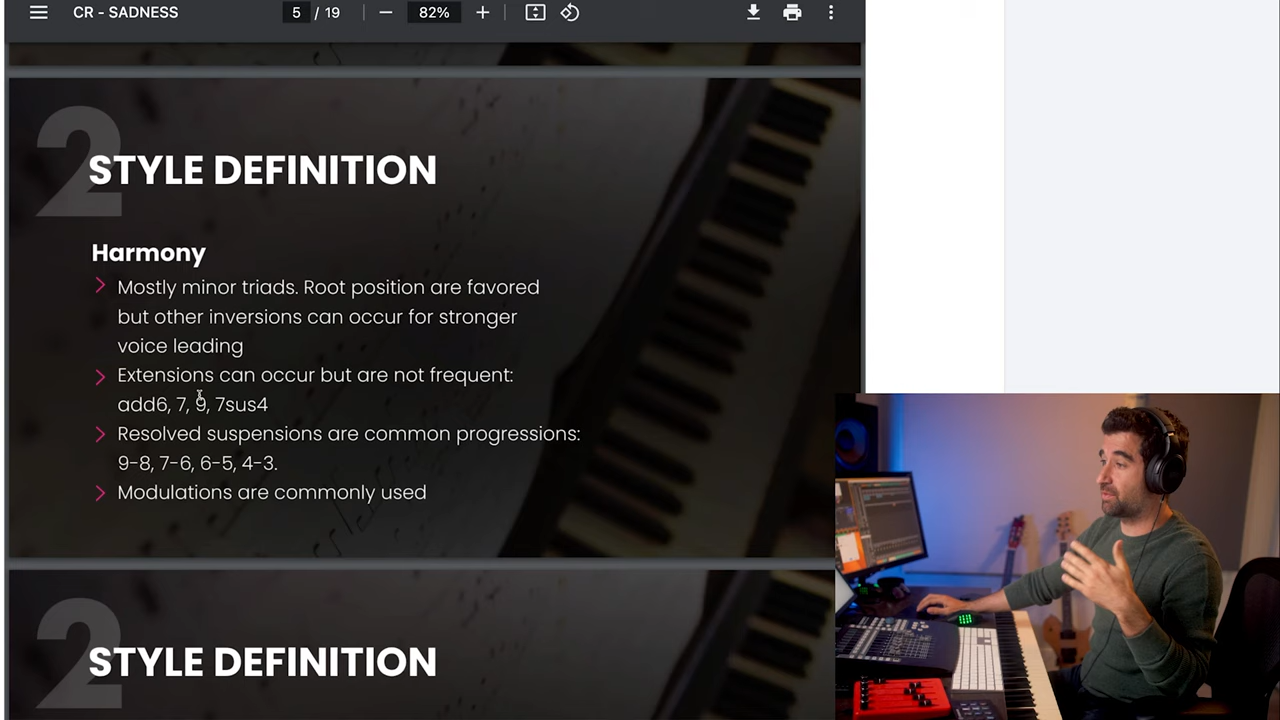 CR - SADNESS
5 / 19
82%
2
STYLE DEFINITION
Harmony
Mostly minor triads. Root position are favored
but other inversions can occur for stronger
voice leading
Extensions can occur but are not frequent:
add6, 7, 9, 7sus4
Resolved suspensions are common progressions:
9-8, 7-6, 6-5, 4-3.
Modulations are commonly used
2
STYLE DEFINITION